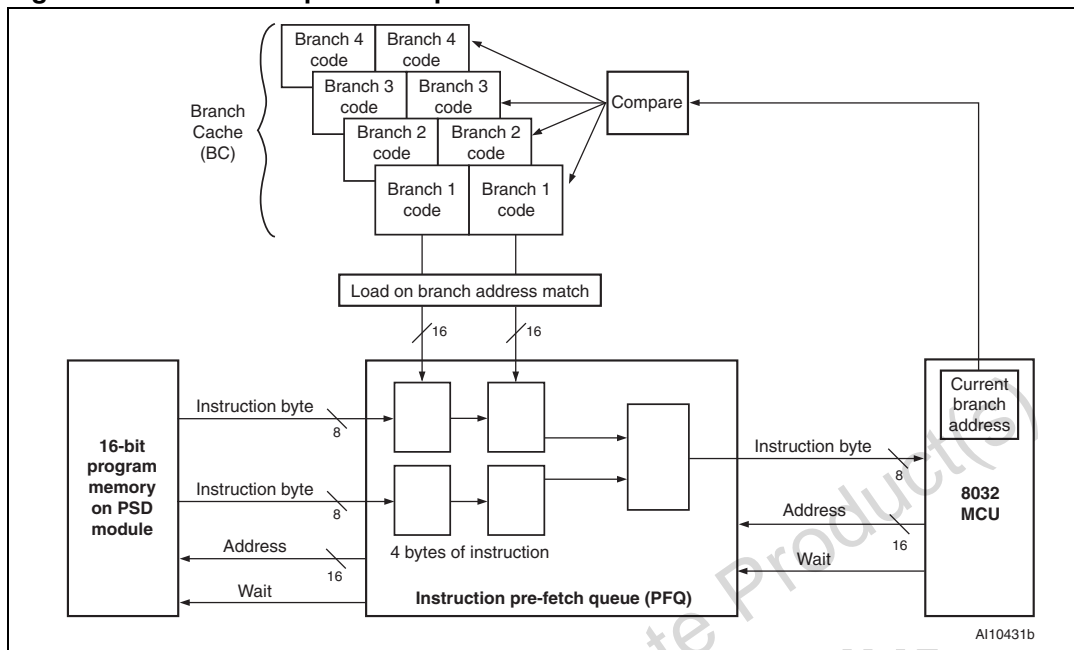 Branch 4
code
Branch 4
code
Branch 3
code
Branch 3
code
Branch 2
code
Branch 2
code
Branch 1
code
Branch 1
code
Branch
Cache
(BC)
Compare
Load on branch address match
16
16
16-bit
program
memory
on PSD
module
Instruction byte
8
Instruction byte
8
Address
16
Wait
4 bytes of instruction
Instruction pre-fetch queue (PFQ)
Instruction byte
8
Address
16
Wait
Current
branch
address
8032
MCU
te Product(s)
AI10431b